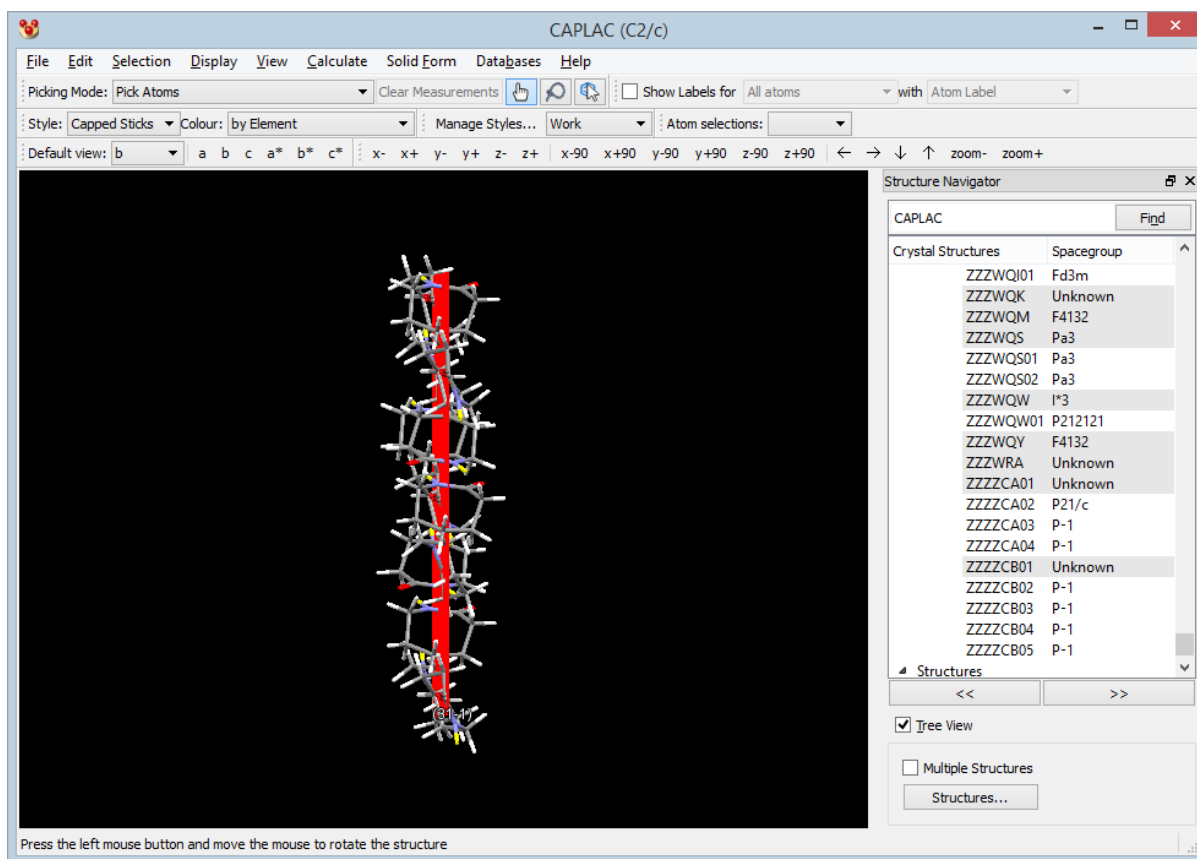 CAPLAC (C2/c)
File Edit Selection Display View Calculate Solid Form Databases Help
Picking Mode: Pick Atoms Clear Measurements Show Labels for All atoms with Atom Label
Style: Capped Sticks Colour: by Element Manage Styles... Work Atom selections:
Default view: b a b c a* b* c* x- x+ y- y+ z- z+ x-90 x+90 y-90 y+90 z-90 z+90 ← → ↓ ↑ zoom- zoom+
Structure Navigator
CAPLAC Find
Crystal Structures Spacegroup
ZZZWQI01 Fd3m
ZZZWQK Unknown
ZZZWQM F4132
ZZZWQS Pa3
ZZZWQS01 Pa3
ZZZWQS02 Pa3
ZZZWQW I*3
ZZZWQW01 P212121
ZZZWQY F4132
ZZZWRA Unknown
ZZZZCA01 Unknown
ZZZZCA02 P21/c
ZZZZCA03 P-1
ZZZZCA04 P-1
ZZZZCB01 Unknown
ZZZZCB02 P-1
ZZZZCB03 P-1
ZZZZCB04 P-1
ZZZZCB05 P-1
Structures
<< >>
(31-1)
Tree View
Multiple Structures
Structures...
Press the left mouse button and move the mouse to rotate the structure